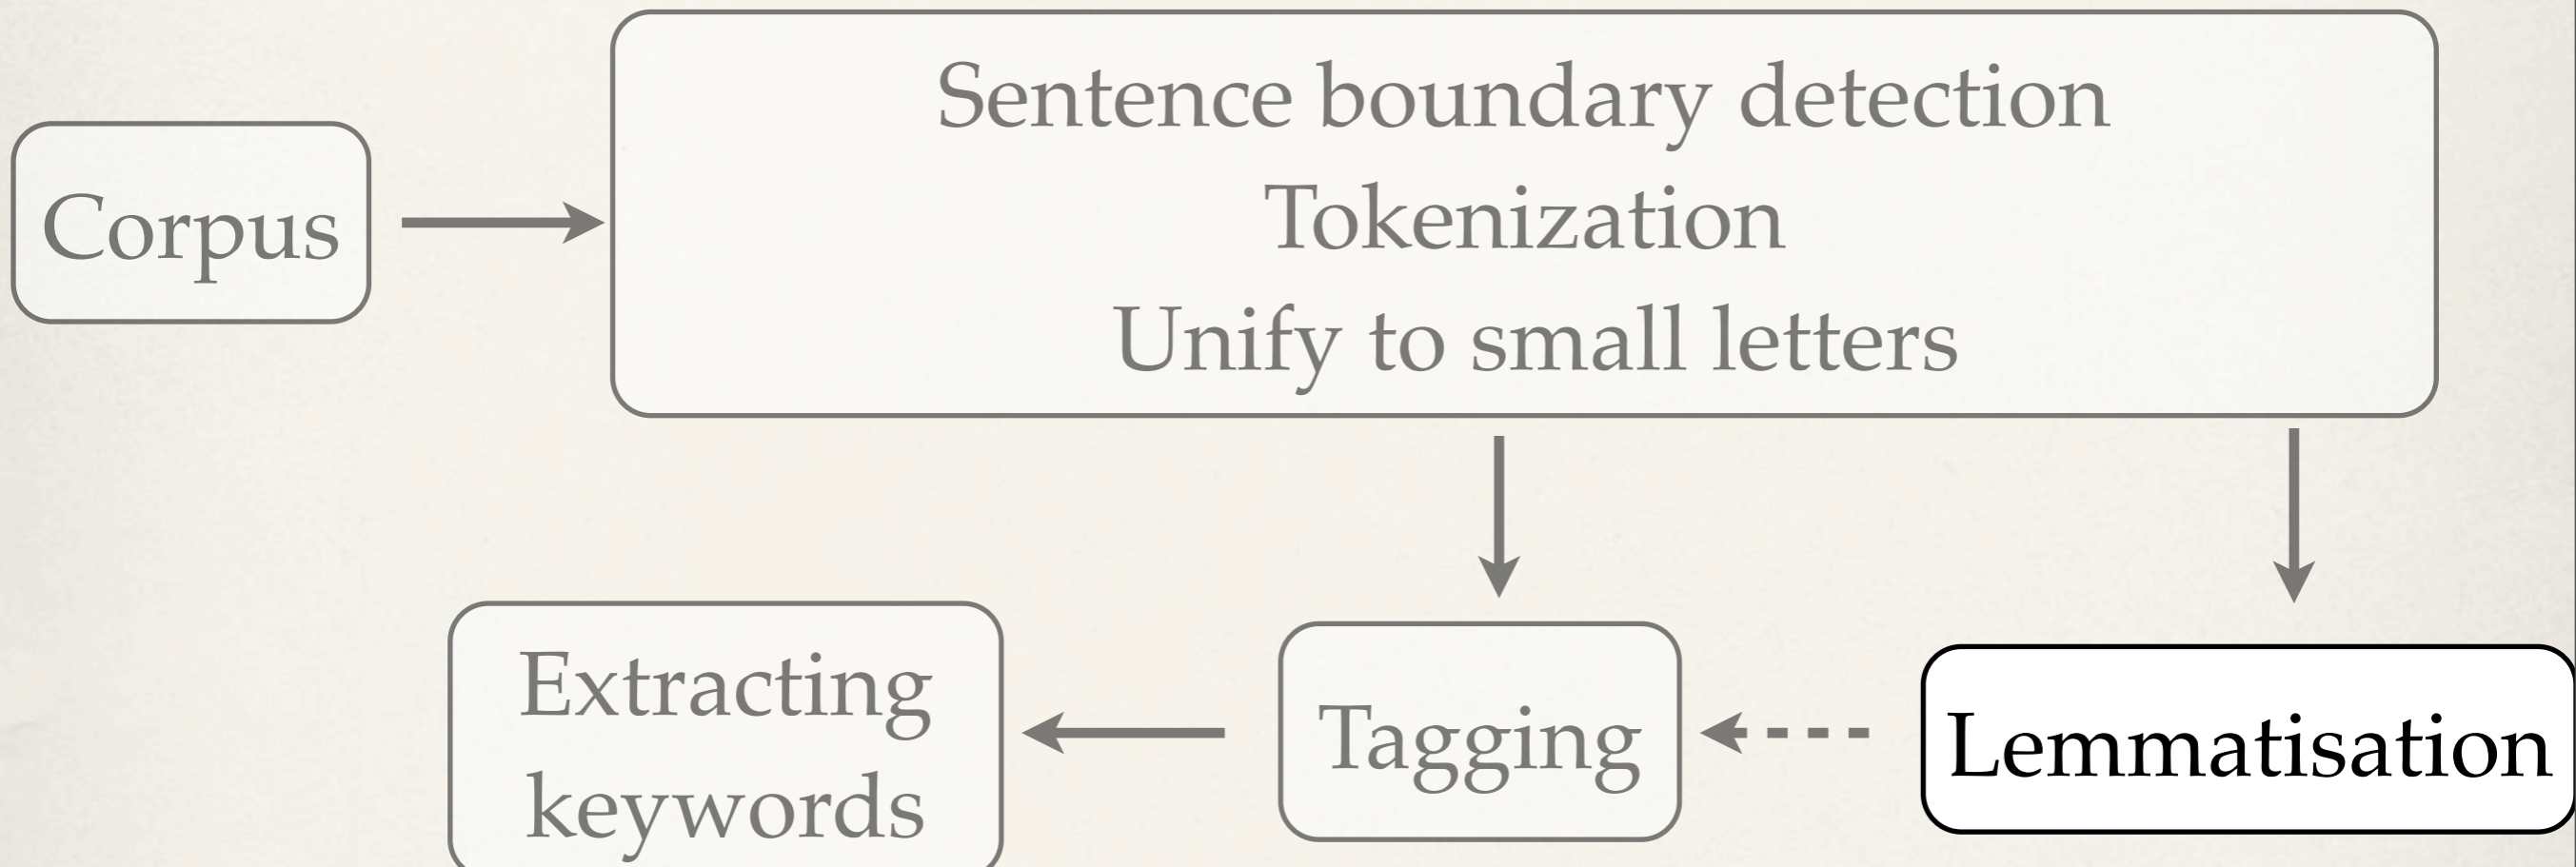 Corpus
Sentence boundary detection
Tokenization
Unify to small letters
Extracting
keywords
Tagging
Lemmatisation